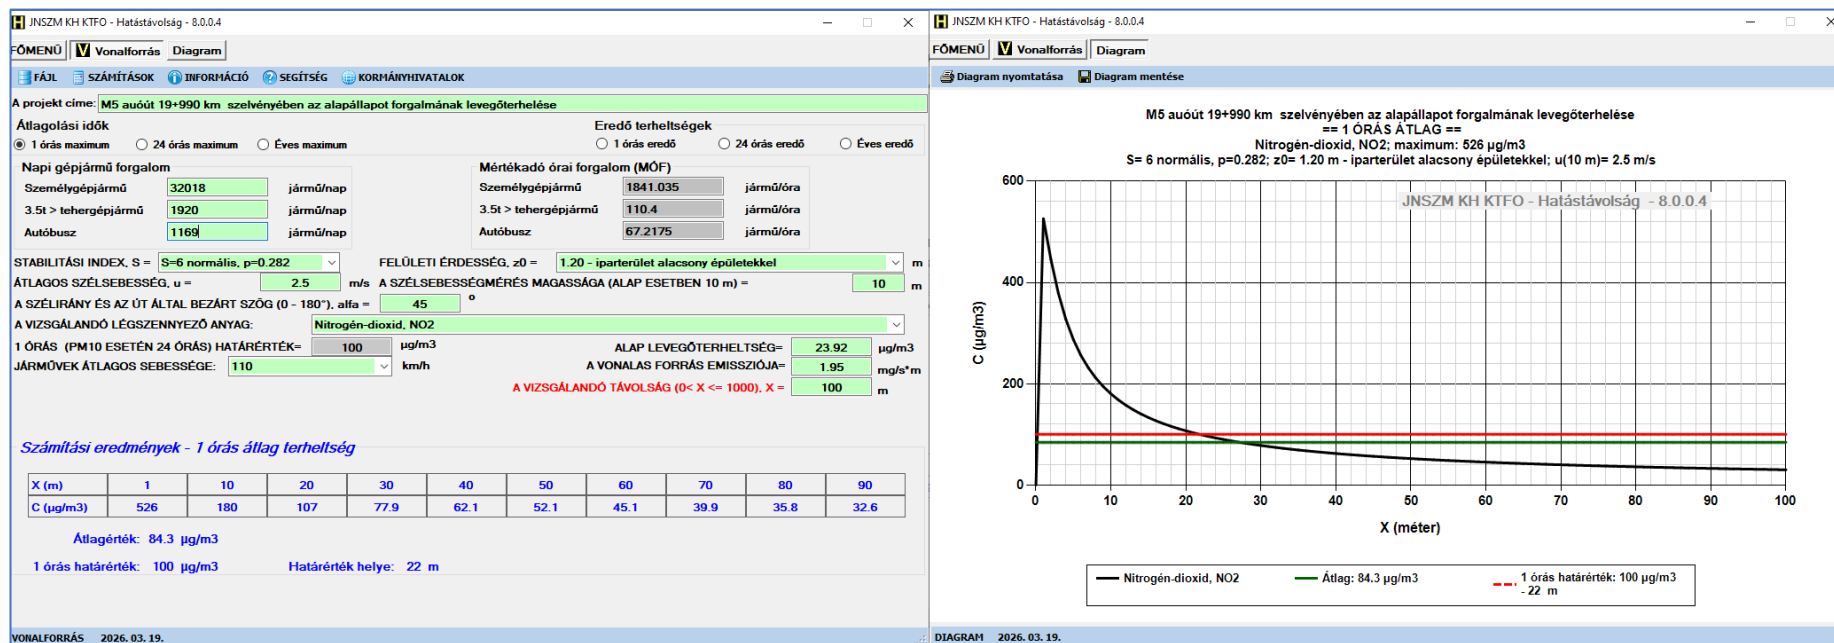 JNSZM KH KTFO - Hatástávolság - 8.0.0.4
FŐMENÜ Vonalforrás Diagram
FÁJL SZÁMÍTÁSOK INFORMÁCIÓ SEGÍTSÉG KORMÁNYHIVATALOK
A projekt címe: M5 auóút 19+990 km szelvényében az alapállapot forgalmának levegőterhelése
Átlagolási idők Eredő terheltségek
1 órás maximum 24 órás maximum Éves maximum 1 órás eredő 24 órás eredő Éves eredő
Napi gépjármű forgalom Mértékadó órai forgalom (MÓF)
Személygépjármű 32018 jármű/nap Személygépjármű 1841.035 jármű/óra
3.5t > tehergépjármű 1920 jármű/nap 3.5t > tehergépjármű 110.4 jármű/óra
Autóbusz 1169 jármű/nap Autóbusz 67.2175 jármű/óra
STABILITÁSI INDEX, S = S=6 normális, p=0.282 FELÜLETI ÉRDESSÉG, z0 = 1.20 - iparterület alacsony épületekkel m
ÁTLAGOS SZÉLSEBESSÉG, u = 2.5 m/s A SZÉLSEBESSÉGMÉRÉS MAGASSÁGA (ALAP ESETBEN 10 m) = 10 m
A SZÉLIRÁNY ÉS AZ ÚT ÁLTAL BEZÁRT SZÖG (0 - 180°), alfa = 45 o
A VIZSGÁLANDÓ LÉGSZENNYEZŐ ANYAG: Nitrogén-dioxid, NO2
1 ÓRÁS (PM10 ESETÉN 24 ÓRÁS) HATÁRÉRTÉK= 100 µg/m3 ALAP LEVEGŐTERHELTSÉG= 23.92 µg/m3
JÁRMŰVEK ÁTLAGOS SEBESSÉGE: 110 km/h A VONALAS FORRÁS EMISSZIÓJA= 1.95 mg/s*m
A VIZSGÁLANDÓ TÁVOLSÁG (0< X <= 1000), X = 100 m
Számítási eredmények - 1 órás átlag terheltség
X (m) 1 10 20 30 40 50 60 70 80 90
C (µg/m3) 526 180 107 77.9 62.1 52.1 45.1 39.9 35.8 32.6
Átlagérték: 84.3 µg/m3
1 órás határérték: 100 µg/m3 Határérték helye: 22 m
VONALFORRÁS 2026. 03. 19.
JNSZM KH KTFO - Hatástávolság - 8.0.0.4
FŐMENÜ Vonalforrás Diagram
Diagram nyomtatása Diagram mentése
M5 auóút 19+990 km szelvényében az alapállapot forgalmának levegőterhelése
== 1 ÓRÁS ÁTLAG ==
Nitrogén-dioxid, NO2; maximum: 526 µg/m3
S= 6 normális, p=0.282; z0= 1.20 m - iparterület alacsony épületekkel; u(10 m)= 2.5 m/s
JNSZM KH KTFO - Hatástávolság - 8.0.0.4
600
400
200
0
C (µg/m3)
0 10 20 30 40 50 60 70 80 90 100
X (méter)
Nitrogén-dioxid, NO2 Átlag: 84.3 µg/m3 1 órás határérték: 100 µg/m3
- 22 m
DIAGRAM 2026. 03. 19.